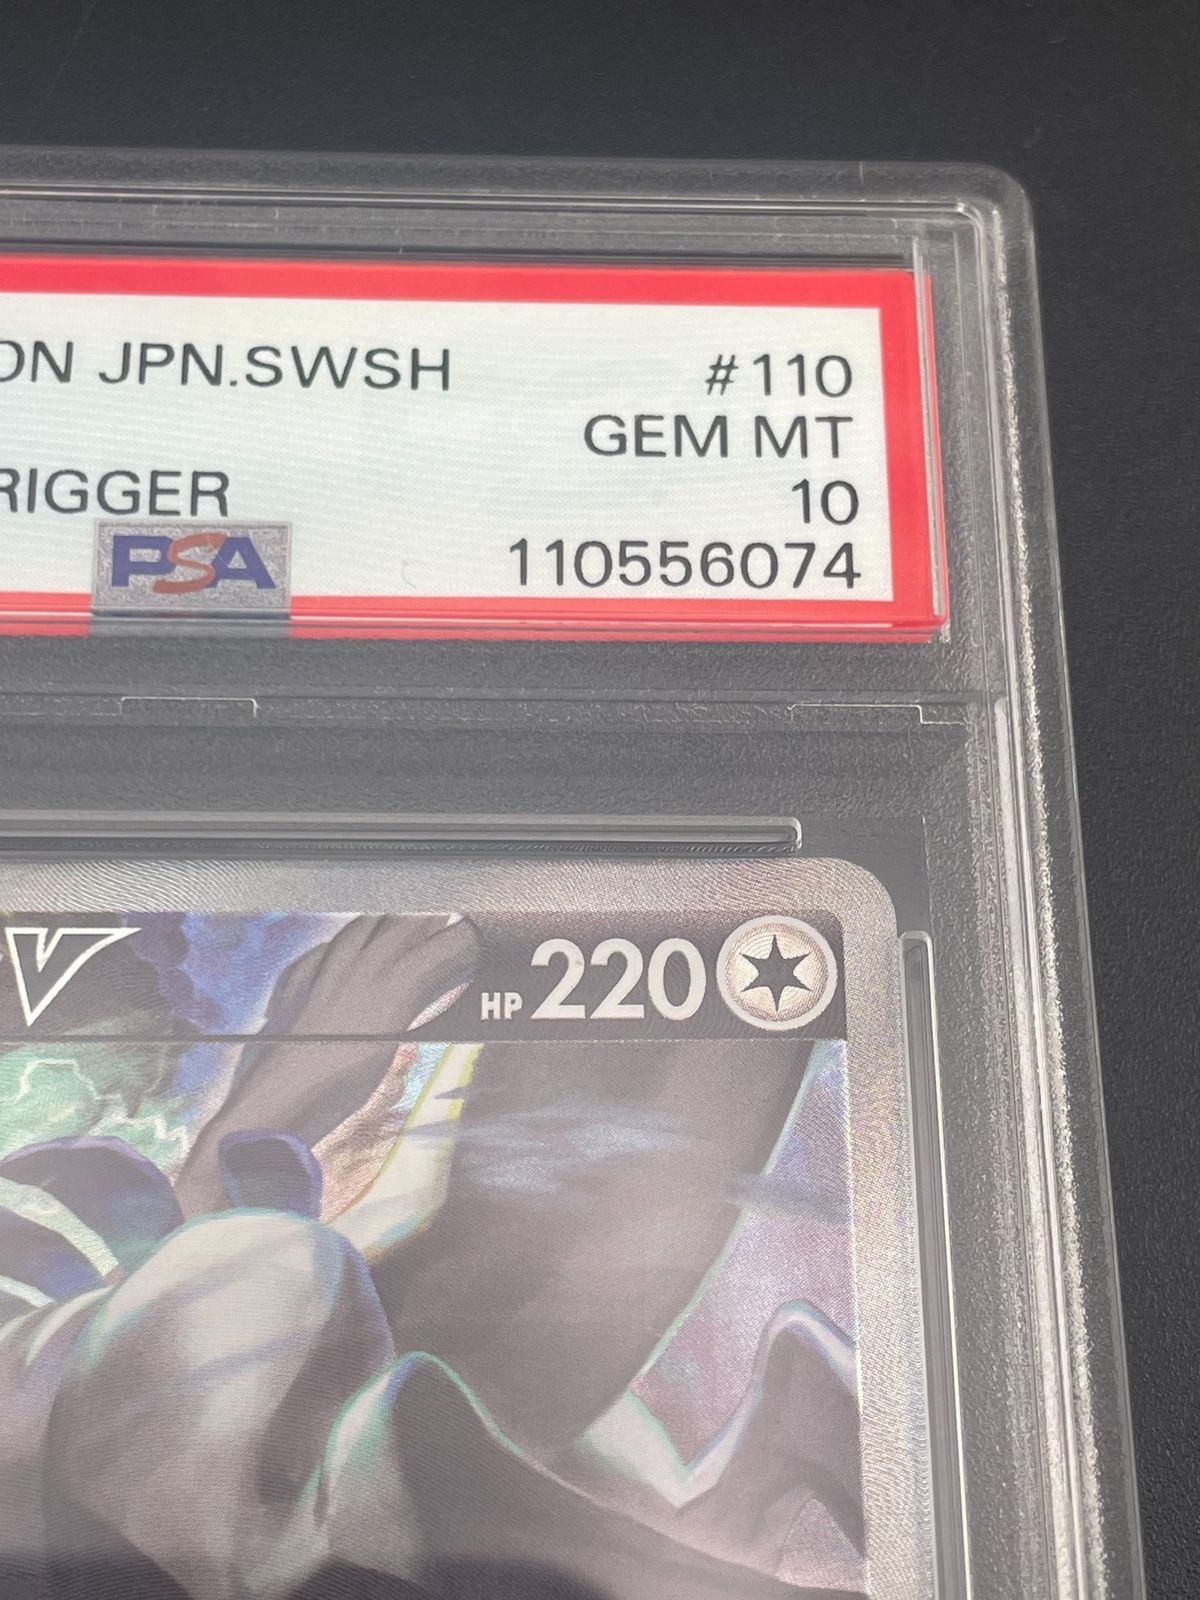 ON JPN.SWSH #110
GEM MT
RIGGER 10
PSA 110556074
V HP 220